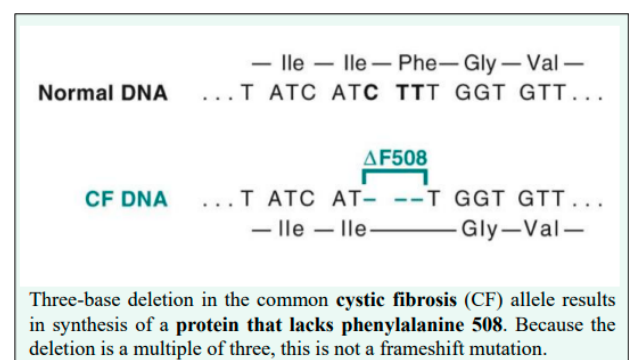 — Ile — Ile — Phe — Gly — Val —
Normal DNA ...T ATC ATC TTT GGT GTT...
ΔF508
CF DNA ...T ATC AT– ––T GGT GTT...
— Ile — Ile ——— Gly — Val —
Three-base deletion in the common cystic fibrosis (CF) allele results
in synthesis of a protein that lacks phenylalanine 508. Because the
deletion is a multiple of three, this is not a frameshift mutation.